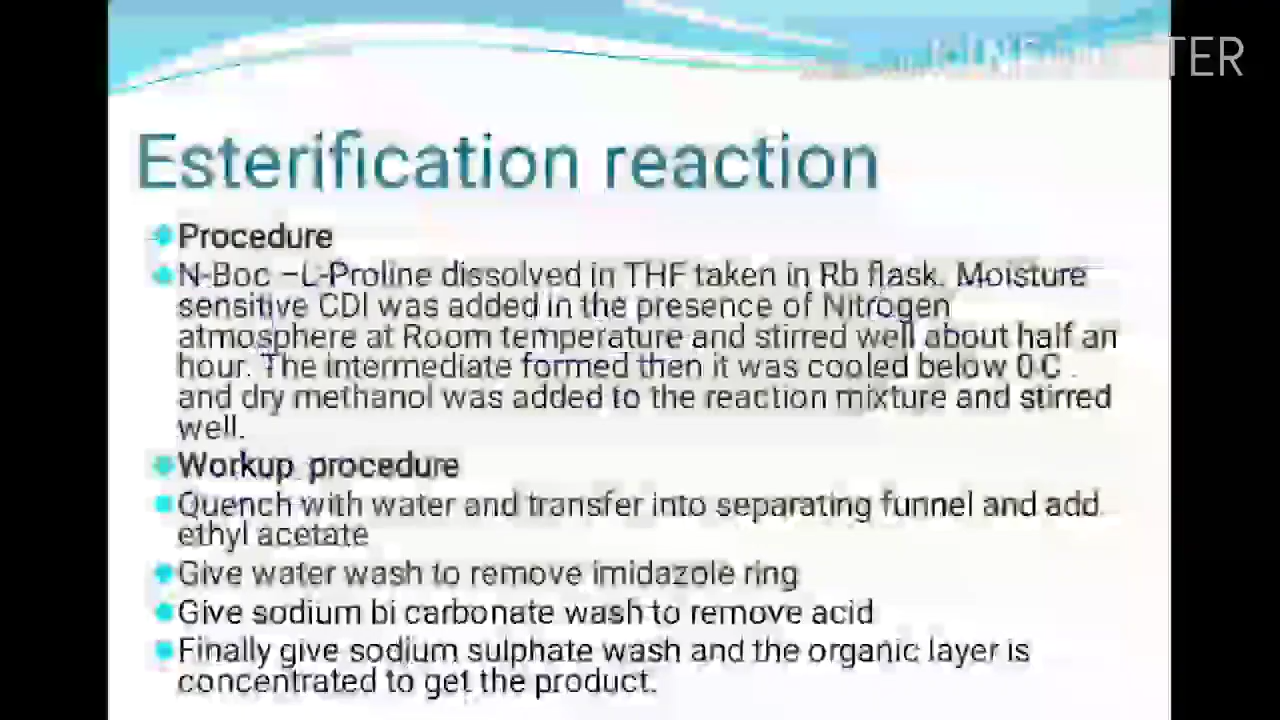 TER
Esterification reaction
Procedure
N-Boc –L-Proline dissolved in THF taken in Rb flask. Moisture
sensitive CDI was added in the presence of Nitrogen
atmosphere at Room temperature and stirred well about half an
hour. The intermediate formed then it was cooled below 0 C .
and dry methanol was added to the reaction mixture and stirred
well.
Workup procedure
Quench with water and transfer into separating funnel and add
ethyl acetate
Give water wash to remove imidazole ring
Give sodium bi carbonate wash to remove acid
Finally give sodium sulphate wash and the organic layer is
concentrated to get the product.